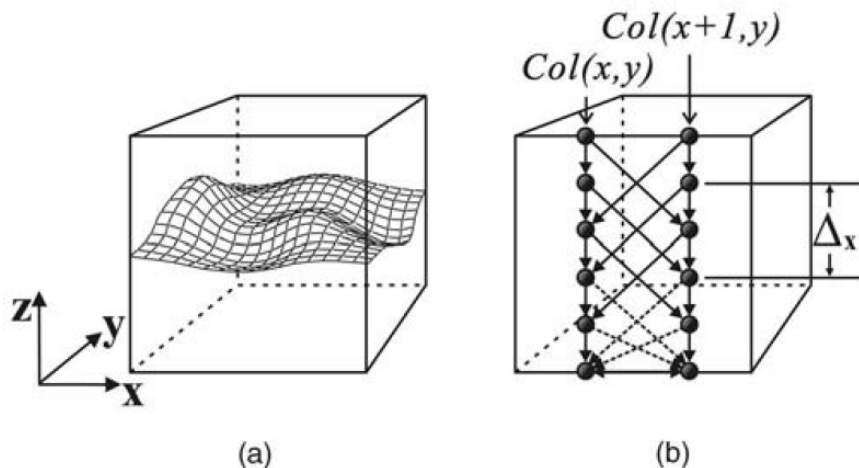 Col(x+1,y)
Col(x,y)
Δx
z
y
x
(a)
(b)